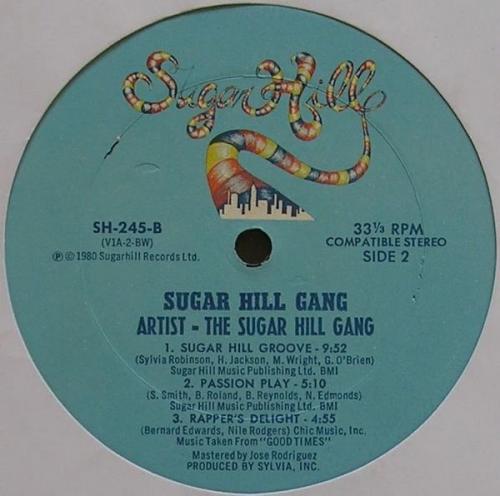 Sugar Hill
SH-245-B
(V1A-2-BW)
℗ © 1980 Sugarhill Records Ltd.
33⅓ RPM
COMPATIBLE STEREO
SIDE 2
SUGAR HILL GANG
ARTIST - THE SUGAR HILL GANG
1. SUGAR HILL GROOVE - 9:52
(Sylvia Robinson, H. Jackson, M. Wright, G. O'Brien)
Sugar Hill Music Publishing Ltd. BMI
2. PASSION PLAY - 5:10
(S. Smith, B. Roland, B. Reynolds, N. Edmonds)
Sugar Hill Music Publishing Ltd. BMI
3. RAPPER'S DELIGHT - 4:55
(Bernard Edwards, Nile Rodgers) Chic Music, Inc.
Music Taken From "GOOD TIMES"
Mastered by Jose Rodriguez
PRODUCED BY SYLVIA, INC.